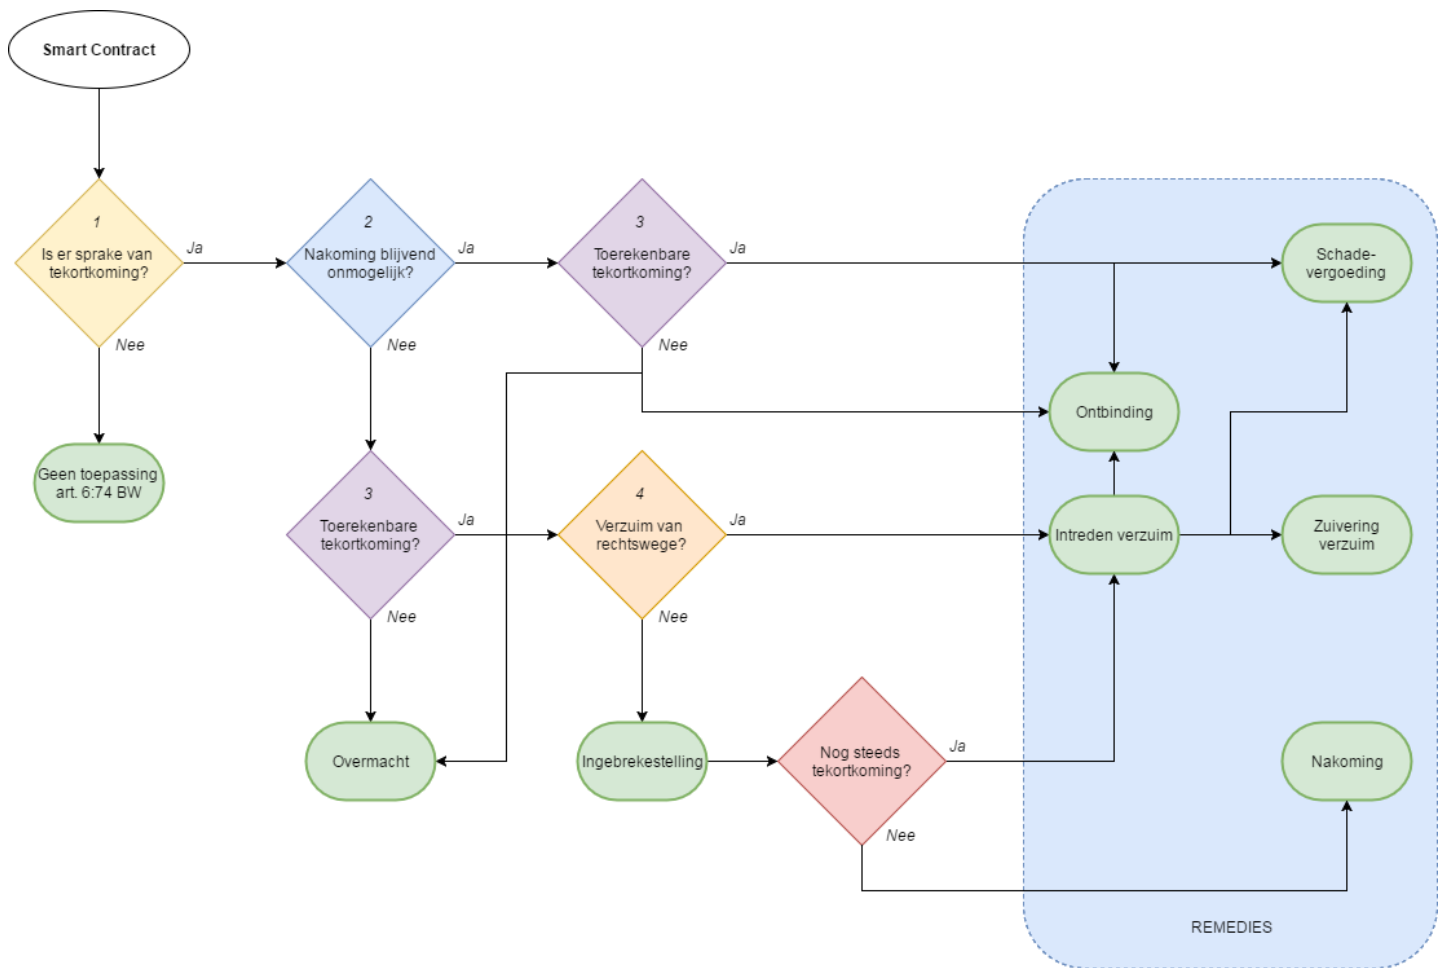 Smart Contract
1
Is er sprake van
tekortkoming?
Ja
Nee
Geen toepassing
art. 6:74 BW
2
Nakoming blijvend
onmogelijk?
Ja
Nee
3
Toerekenbare
tekortkoming?
Ja
Nee
3
Toerekenbare
tekortkoming?
Ja
Nee
4
Verzuim van
rechtswege?
Ja
Nee
Overmacht
Ingebrekestelling
Nog steeds
tekortkoming?
Ja
Nee
Schade-
vergoeding
Ontbinding
Intreden verzuim
Zuivering
verzuim
Nakoming
REMEDIES